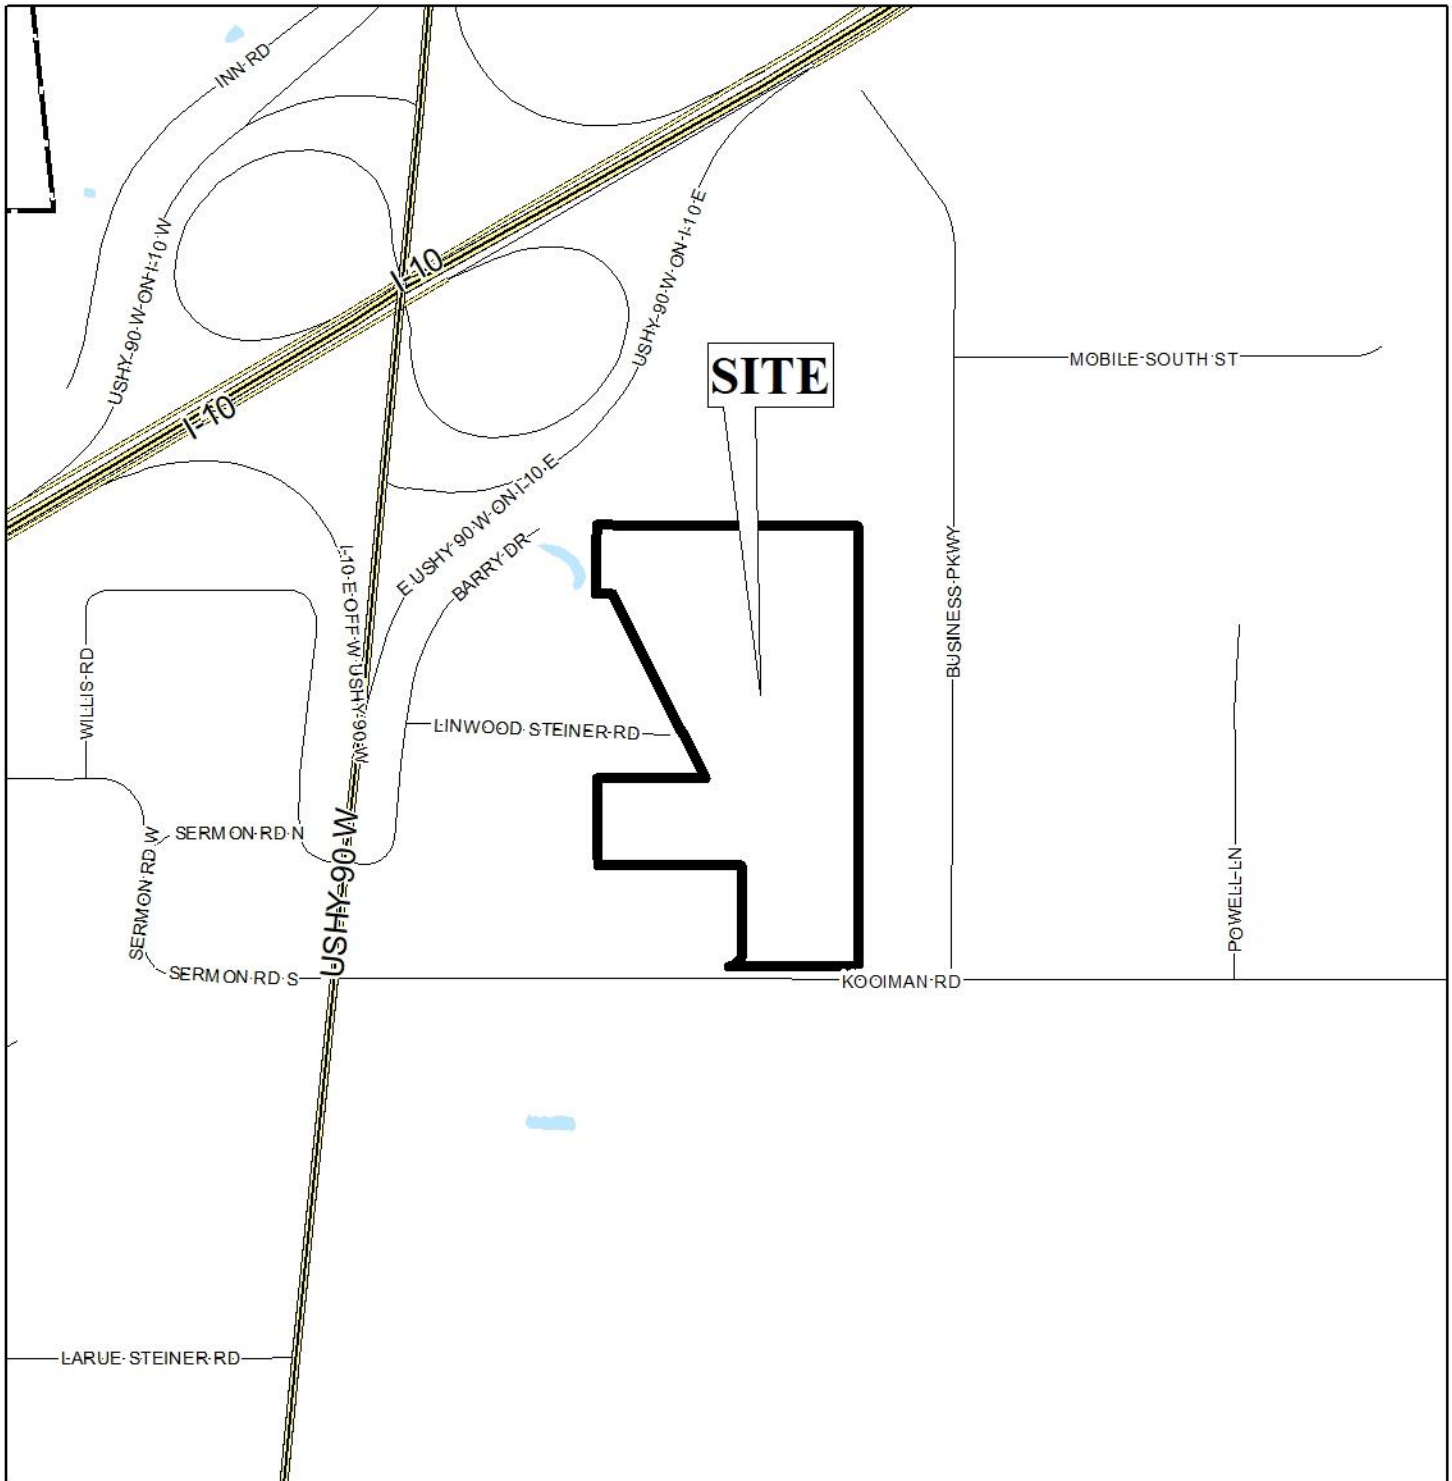 INN RD
I-10
USHY 90 W ON I-10 W
USHY 90 W ON I-10 E
MOBILE SOUTH ST
SITE
I-10
E USHY 90 W ON I-10 E
BARRY DR
I-10 E OFF W USHY 90 W
BUSINESS PKWY
WILLIS RD
LINWOOD STEINER RD
SERMON RD N
SERMON RD W
USHY 90 W
POWELL LN
SERMON RD S
KOOIMAN RD
LARUE STEINER RD